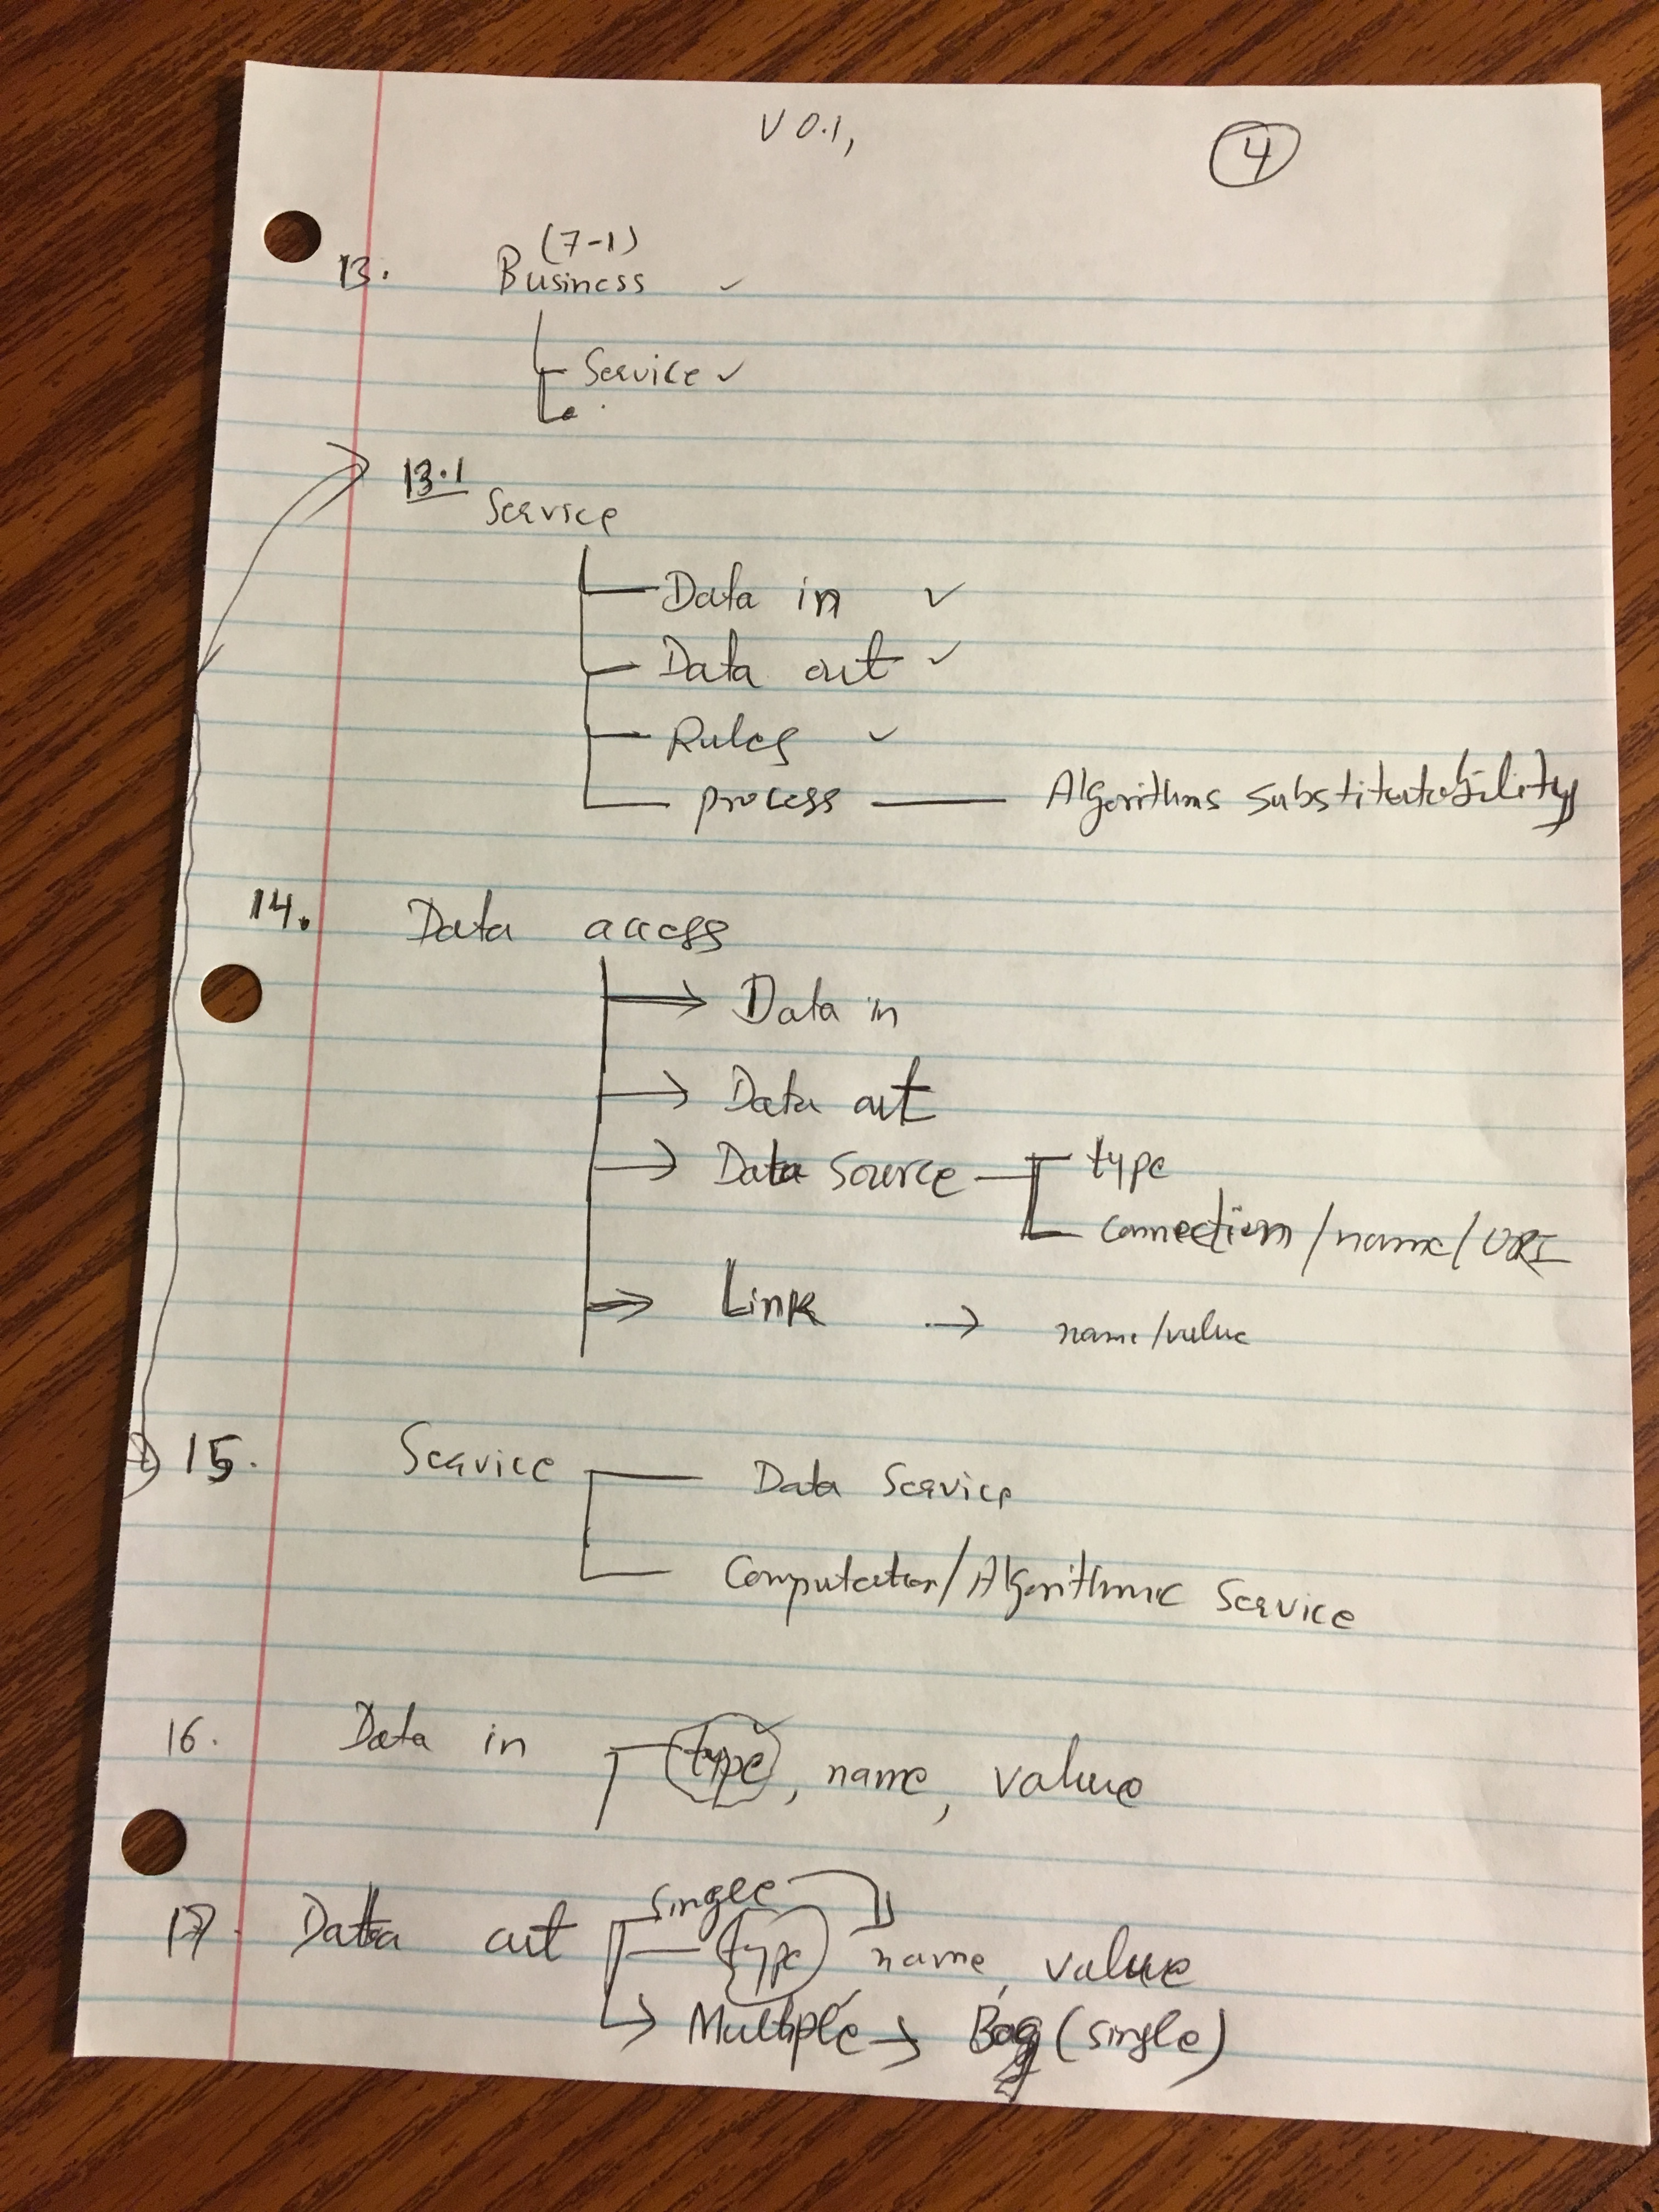 V 0.1, 4
(7-1)
13. Business ✓
Service ✓
13.1
Service
Data in ✓
Data out ✓
Rules ✓
process — Algorithms substitutability
14. Data access
→ Data in
→ Data out
→ Data Source — type
connection/name/URI
→ Link → name/value
15. Service — Data Service
Computation/Algorithmic Service
16. Data in type, name, value
single
17. Data out — type name, value
→ Multiple → Bag (single)